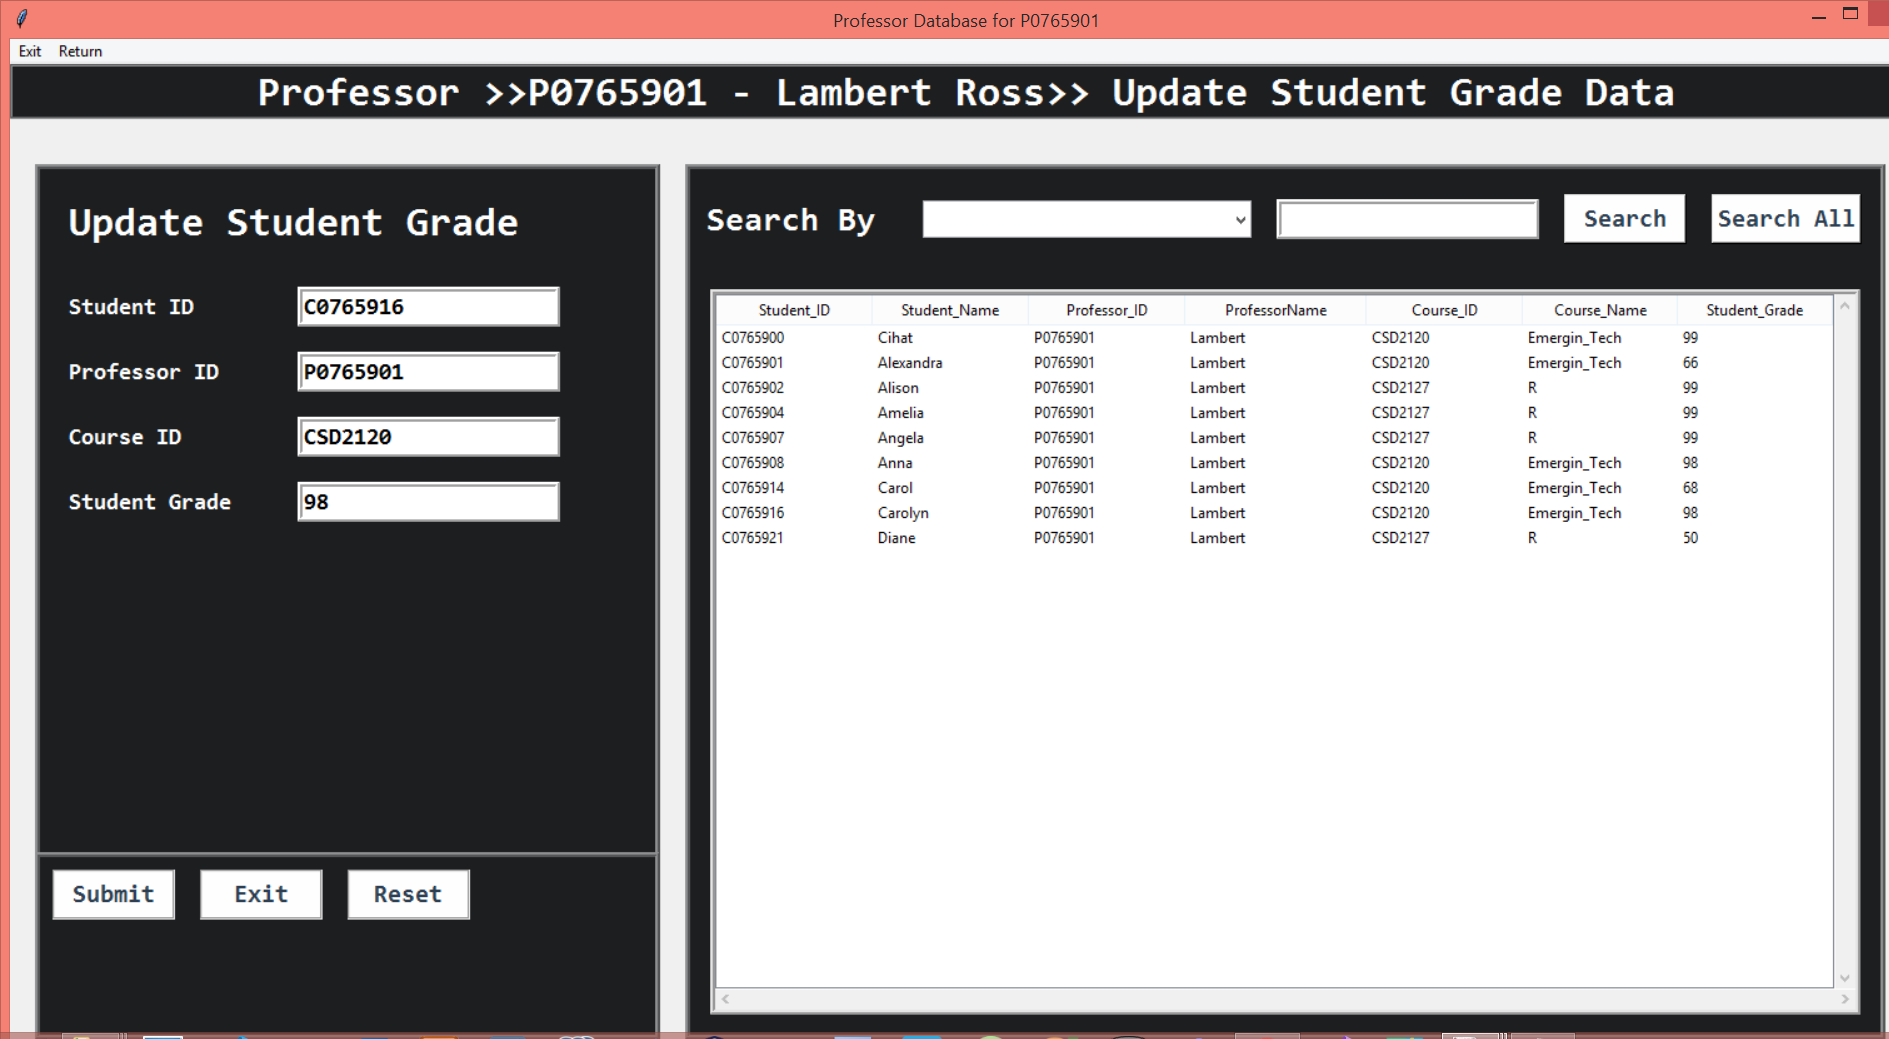 Professor Database for P0765901
Exit Return
Professor >>P0765901 - Lambert Ross>> Update Student Grade Data
Update Student Grade
Student ID C0765916
Professor ID P0765901
Course ID CSD2120
Student Grade 98
Submit Exit Reset
Search By Search Search All
Student_ID Student_Name Professor_ID ProfessorName Course_ID Course_Name Student_Grade
C0765900 Cihat P0765901 Lambert CSD2120 Emergin_Tech 99
C0765901 Alexandra P0765901 Lambert CSD2120 Emergin_Tech 66
C0765902 Alison P0765901 Lambert CSD2127 R 99
C0765904 Amelia P0765901 Lambert CSD2127 R 99
C0765907 Angela P0765901 Lambert CSD2127 R 99
C0765908 Anna P0765901 Lambert CSD2120 Emergin_Tech 98
C0765914 Carol P0765901 Lambert CSD2120 Emergin_Tech 68
C0765916 Carolyn P0765901 Lambert CSD2120 Emergin_Tech 98
C0765921 Diane P0765901 Lambert CSD2127 R 50